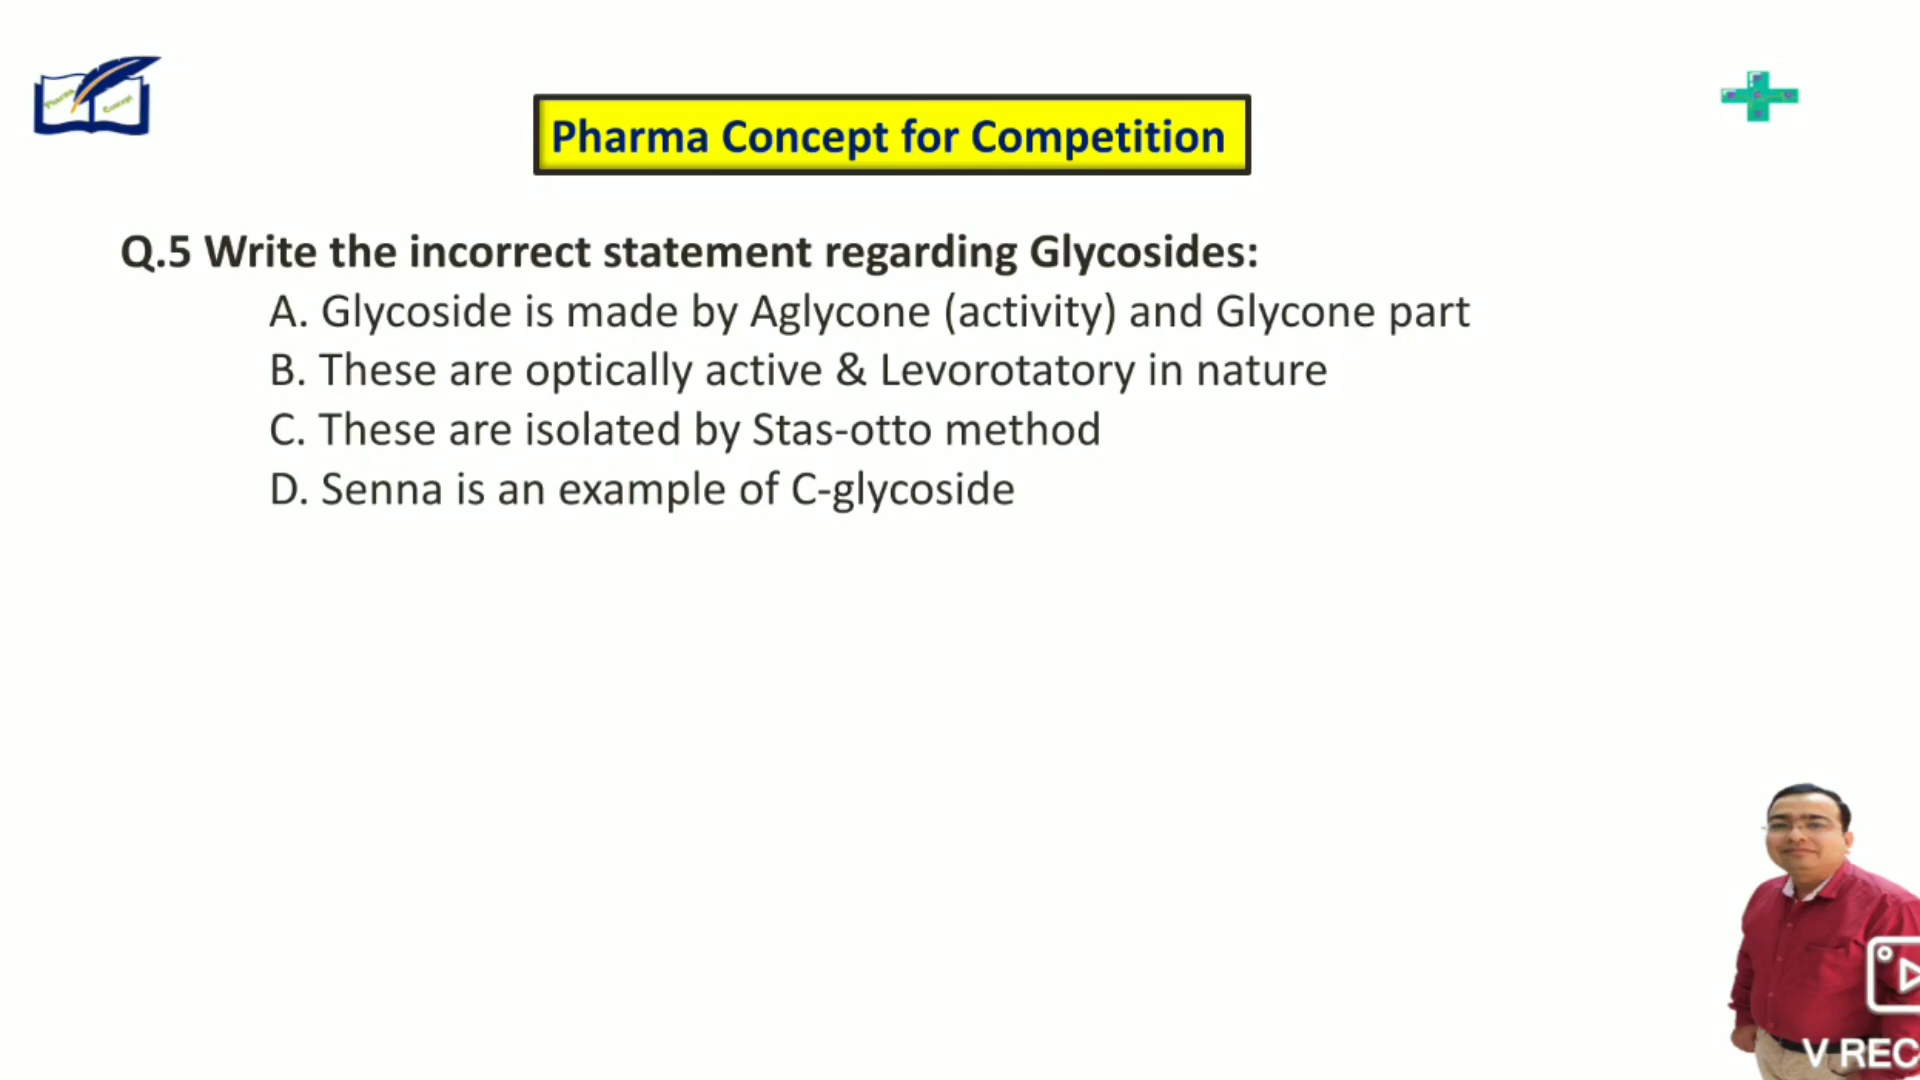 Pharma Concept
Pharma Concept for Competition
Q.5 Write the incorrect statement regarding Glycosides:
A. Glycoside is made by Aglycone (activity) and Glycone part
B. These are optically active & Levorotatory in nature
C. These are isolated by Stas-otto method
D. Senna is an example of C-glycoside
V REC